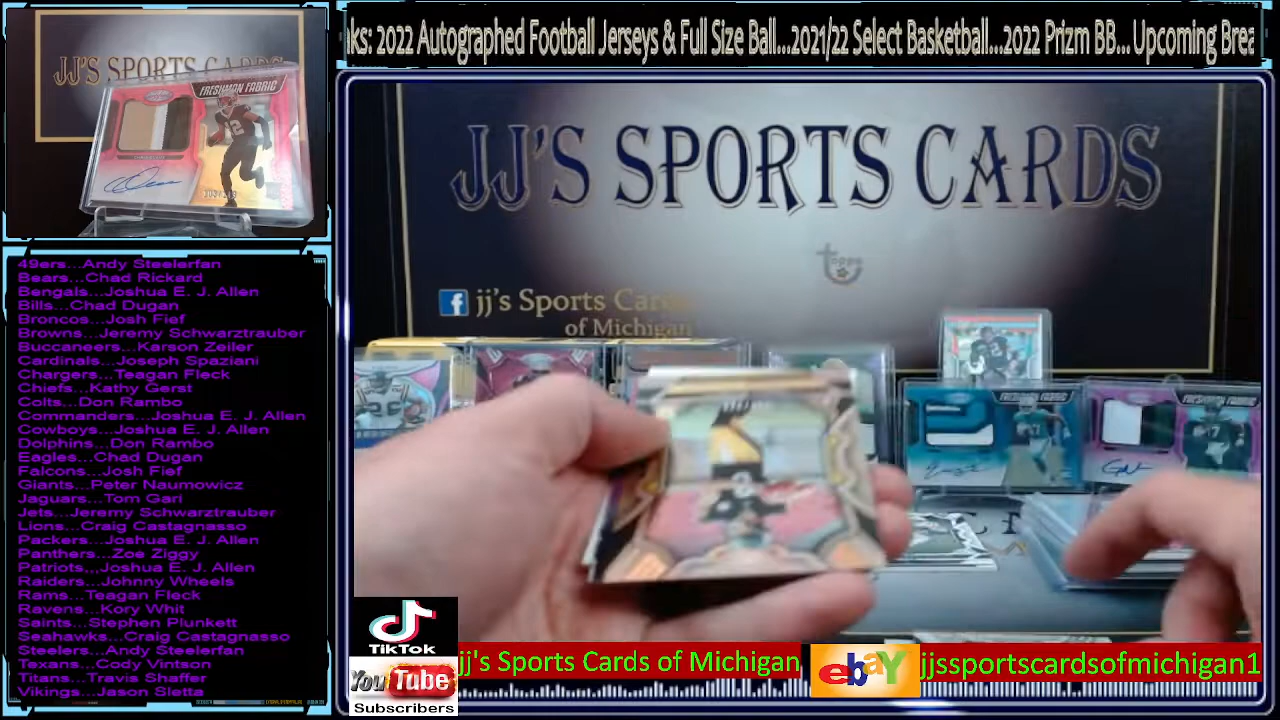 aks: 2022 Autographed Football Jerseys & Full Size Ball...2021/22 Select Basketball...2022 Prizm BB... Upcoming Brea
JJ'S SPORTS CARDS
FRESHMAN FABRIC
12
JJ'S SPORTS CARDS
topps
jj's Sports Cards
of Michigan
FRESHMAN FABRIC
FRESHMAN FABRIC
49ers...Andy Steelerfan
Bears...Chad Rickard
Bengals...Joshua E. J. Allen
Bills...Chad Dugan
Broncos...Josh Fief
Browns...Jeremy Schwarztrauber
Buccaneers...Karson Zeiler
Cardinals...Joseph Spaziani
Chargers...Teagan Fleck
Chiefs...Kathy Gerst
Colts...Don Rambo
Commanders...Joshua E. J. Allen
Cowboys...Joshua E. J. Allen
Dolphins...Don Rambo
Eagles...Chad Dugan
Falcons...Josh Fief
Giants...Peter Naumowicz
Jaguars...Tom Gari
Jets...Jeremy Schwarztrauber
Lions...Craig Castagnasso
Packers...Joshua E. J. Allen
Panthers...Zoe Ziggy
Patriots,,,Joshua E. J. Allen
Raiders...Johnny Wheels
Rams...Teagan Fleck
Ravens...Kory Whit
Saints...Stephen Plunkett
Seahawks...Craig Castagnasso
Steelers...Andy Steelerfan
Texans...Cody Vintson
Titans...Travis Shaffer
Vikings...Jason Sletta
TikTok
YouTube
Subscribers
jj's Sports Cards of Michigan
ebay
jjssportscardsofmichigan1